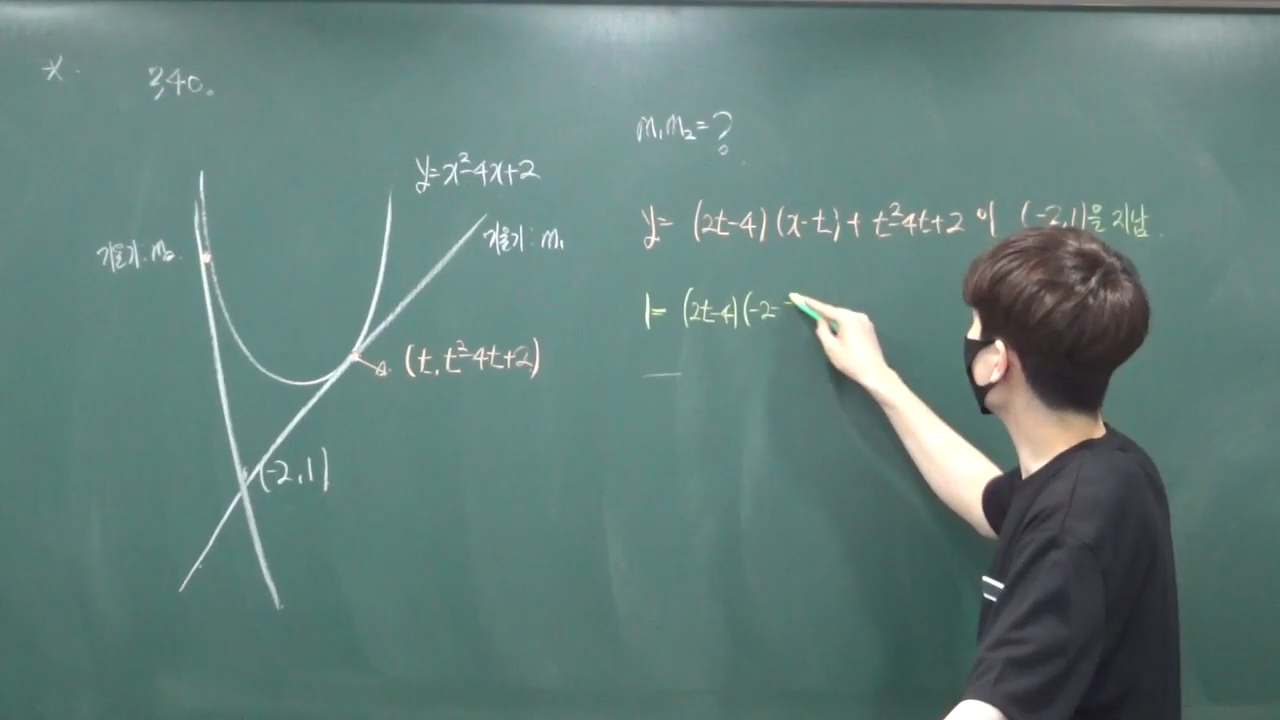 * 340.
m₁m₂=?
y=x²-4x+2
y= (2t-4)(x-t)+t²-4t+2 이 (-2,1)을 지남.
기울기: m₂
기울기: m₁
1= (2t-4)(-2-
(t, t²-4t+2)
(-2,1)